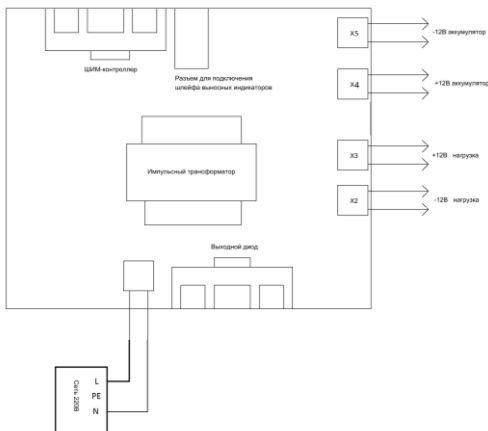 X5
-12В аккумулятор
ШИМ-контроллер
Разъем для подключения
шлейфа выносных индикаторов
X4
+12В аккумулятор
X3
+12В нагрузка
Импульсный трансформатор
X2
-12В нагрузка
Выходной диод
Сеть 220В
L
PE
N